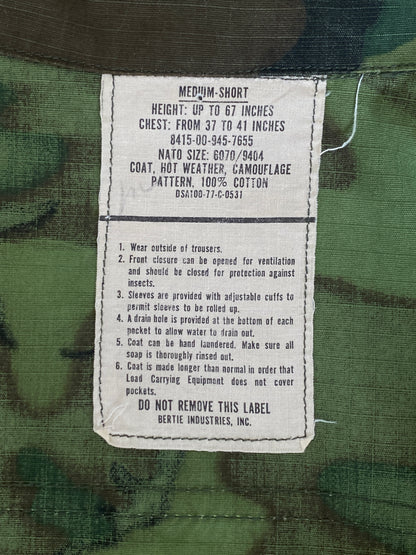 MEDIUM-SHORT
HEIGHT: UP TO 67 INCHES
CHEST: FROM 37 TO 41 INCHES
8415-00-945-7655
NATO SIZE: 6070/9404
COAT, HOT WEATHER, CAMOUFLAGE
PATTERN, 100% COTTON
DSA100-77-C-0531
1. Wear outside of trousers.
2. Front closure can be opened for ventilation
and should be closed for protection against
insects.
3. Sleeves are provided with adjustable cuffs to
permit sleeves to be rolled up.
4. A drain hole is provided at the bottom of each
pocket to allow water to drain out.
5. Coat can be hand laundered. Make sure all
soap is thoroughly rinsed out.
6. Coat is made longer than normal in order that
Load Carrying Equipment does not cover
pockets.
DO NOT REMOVE THIS LABEL
BERTIE INDUSTRIES, INC.